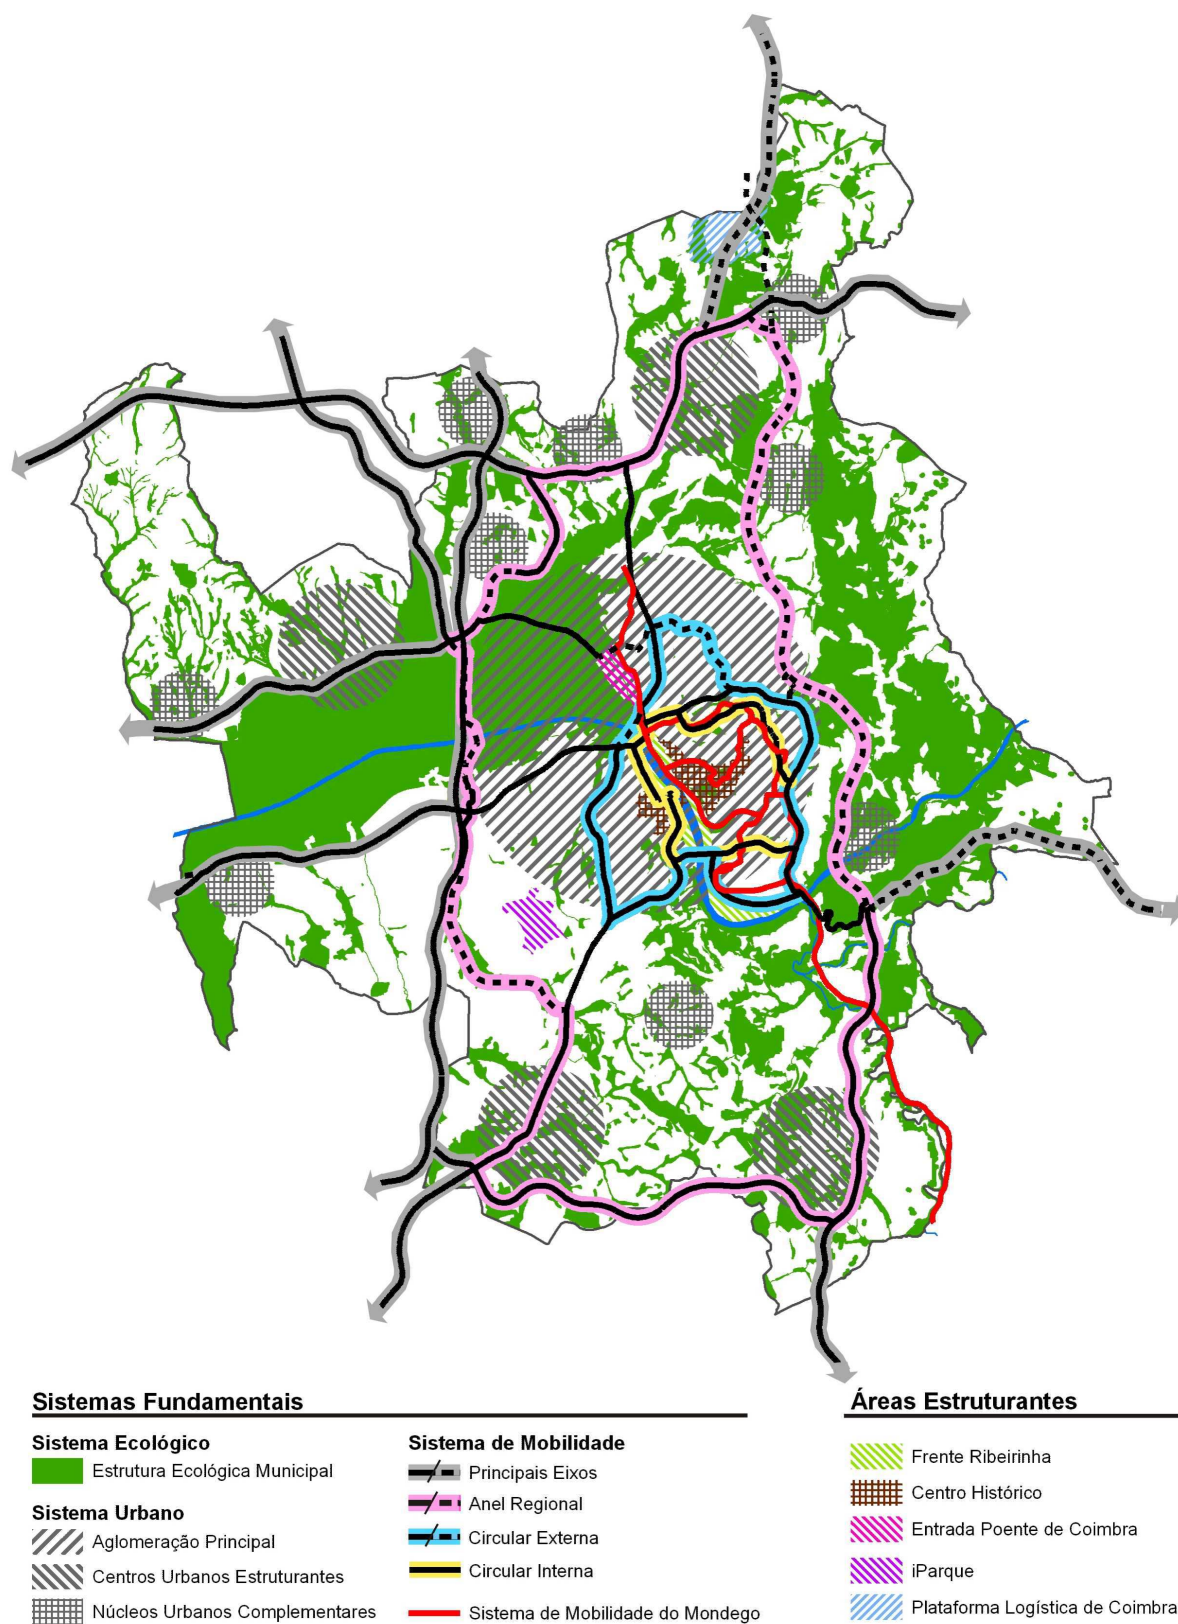 Sistemas Fundamentais
Sistema Ecológico
Estrutura Ecológica Municipal
Sistema Urbano
Aglomeração Principal
Centros Urbanos Estruturantes
Núcleos Urbanos Complementares
Sistema de Mobilidade
Principais Eixos
Anel Regional
Circular Externa
Circular Interna
Sistema de Mobilidade do Mondego
Áreas Estruturantes
Frente Ribeirinha
Centro Histórico
Entrada Poente de Coimbra
iParque
Plataforma Logística de Coimbra